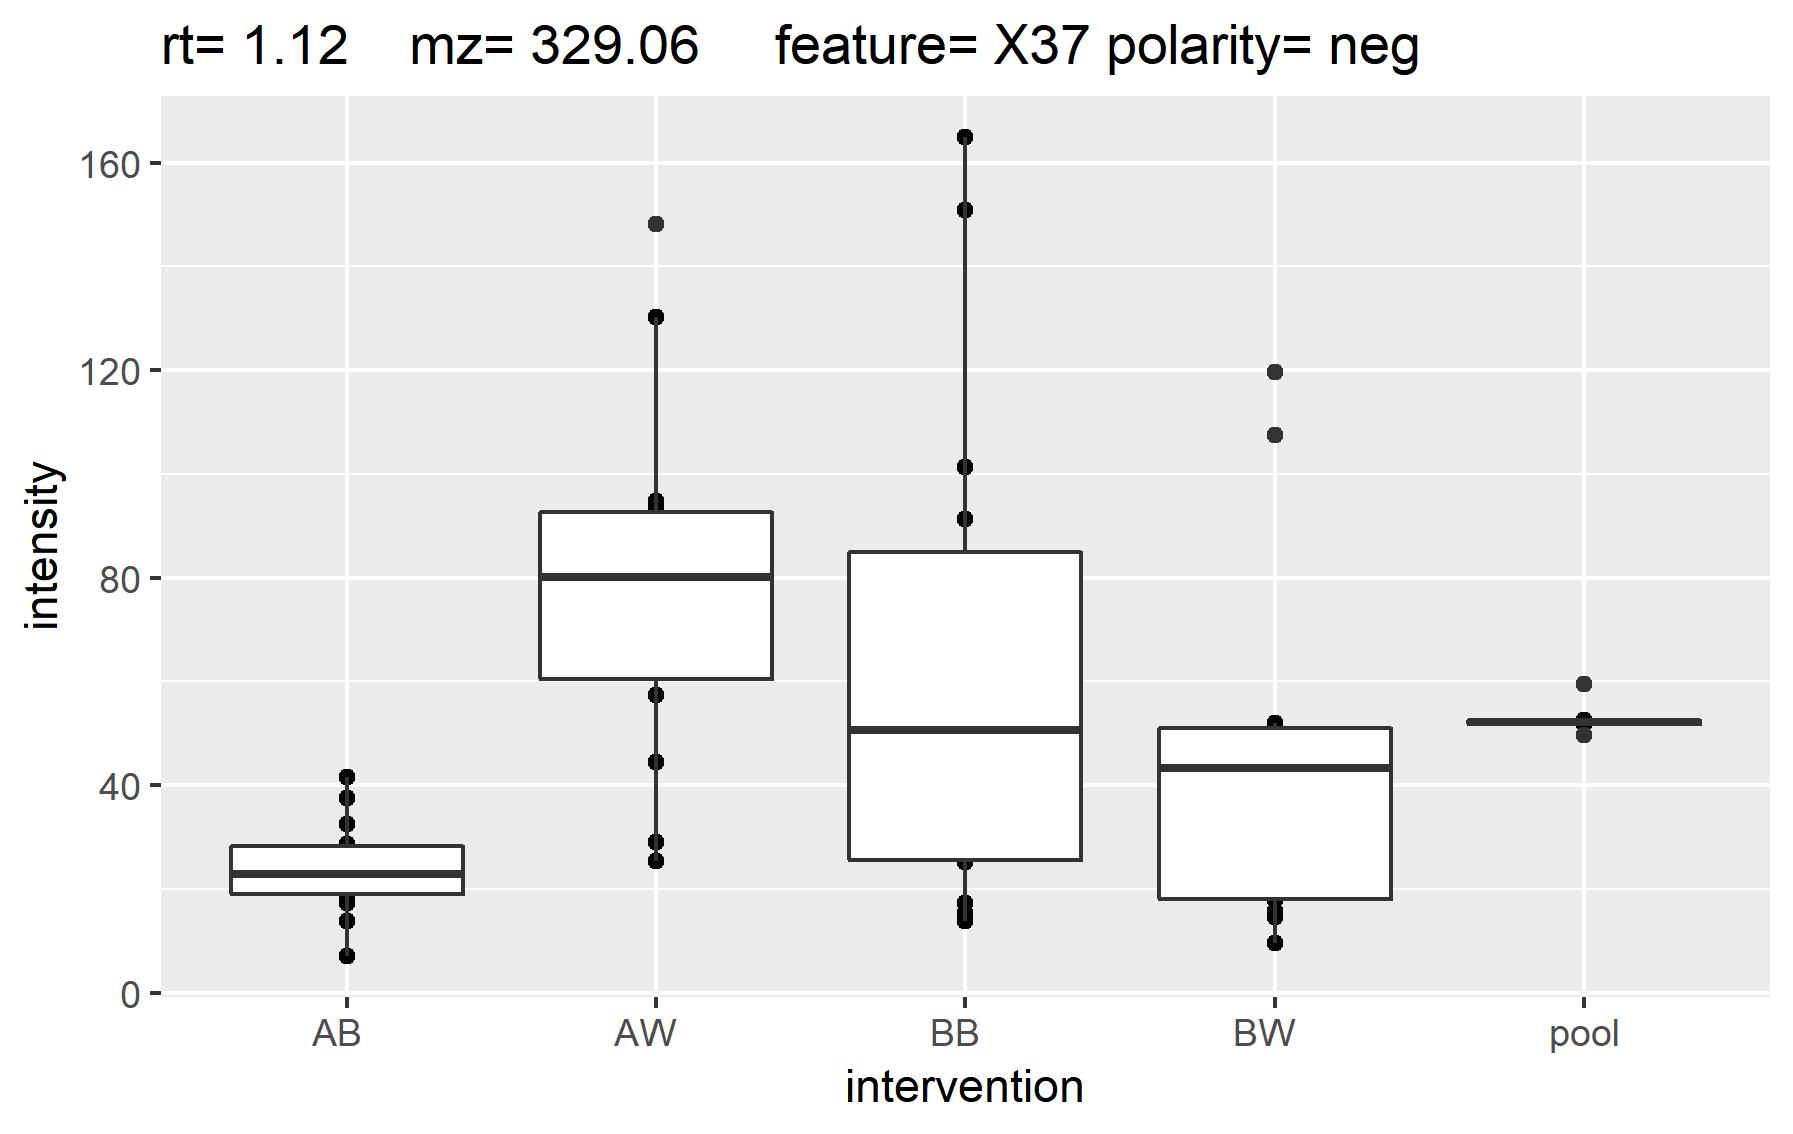 rt= 1.12 mz= 329.06 feature= X37 polarity= neg
160
120
80
40
0
intensity
AB AW BB BW pool
intervention